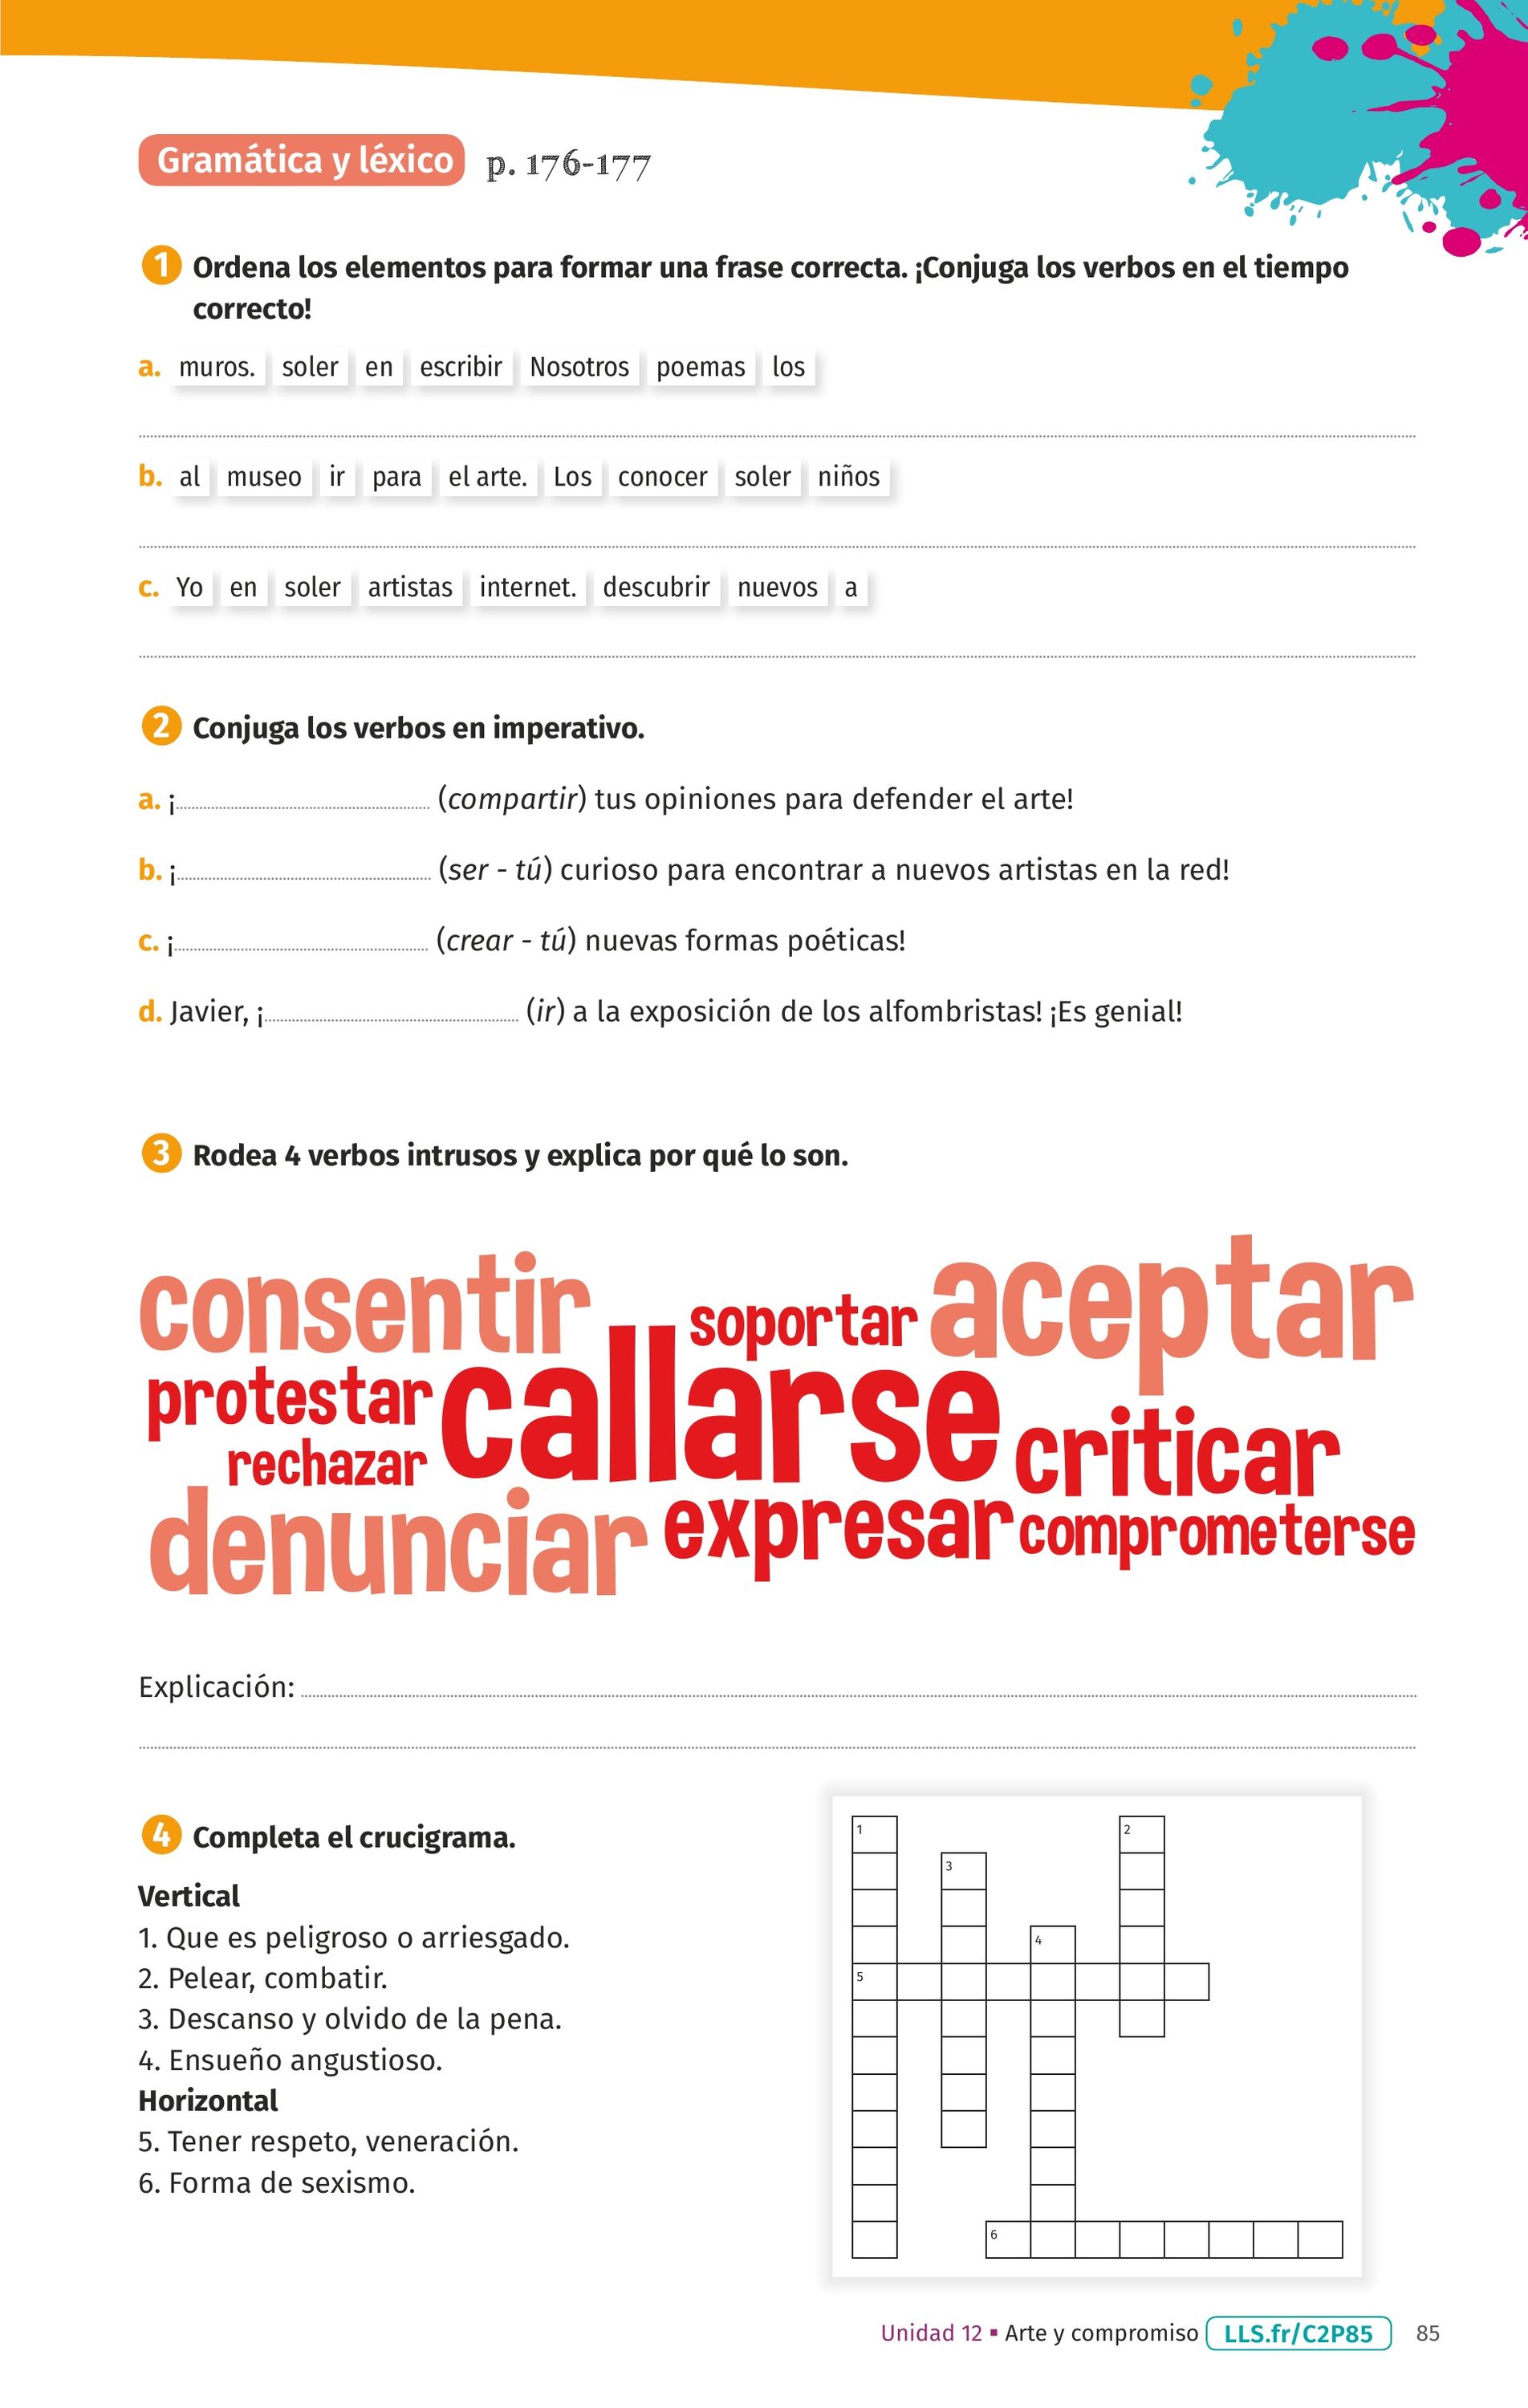 Gramática y léxico p. 176-177
1 Ordena los elementos para formar una frase correcta. ¡Conjuga los verbos en el tiempo
correcto!
a. muros. soler en escribir Nosotros poemas los
b. al museo ir para el arte. Los conocer soler niños
c. Yo en soler artistas internet. descubrir nuevos a
2 Conjuga los verbos en imperativo.
a. ¡ (compartir) tus opiniones para defender el arte!
b. ¡ (ser - tú) curioso para encontrar a nuevos artistas en la red!
c. ¡ (crear - tú) nuevas formas poéticas!
d. Javier, ¡ (ir) a la exposición de los alfombristas! ¡Es genial!
3 Rodea 4 verbos intrusos y explica por qué lo son.
consentir soportar aceptar
protestar callarse criticar
rechazar
denunciar expresar comprometerse
Explicación:
4 Completa el crucigrama.
Vertical
1. Que es peligroso o arriesgado.
2. Pelear, combatir.
3. Descanso y olvido de la pena.
4. Ensueño angustioso.
Horizontal
5. Tener respeto, veneración.
6. Forma de sexismo.
1 2
3
4
5
6
Unidad 12 ▪ Arte y compromiso LLS.fr/C2P85 85